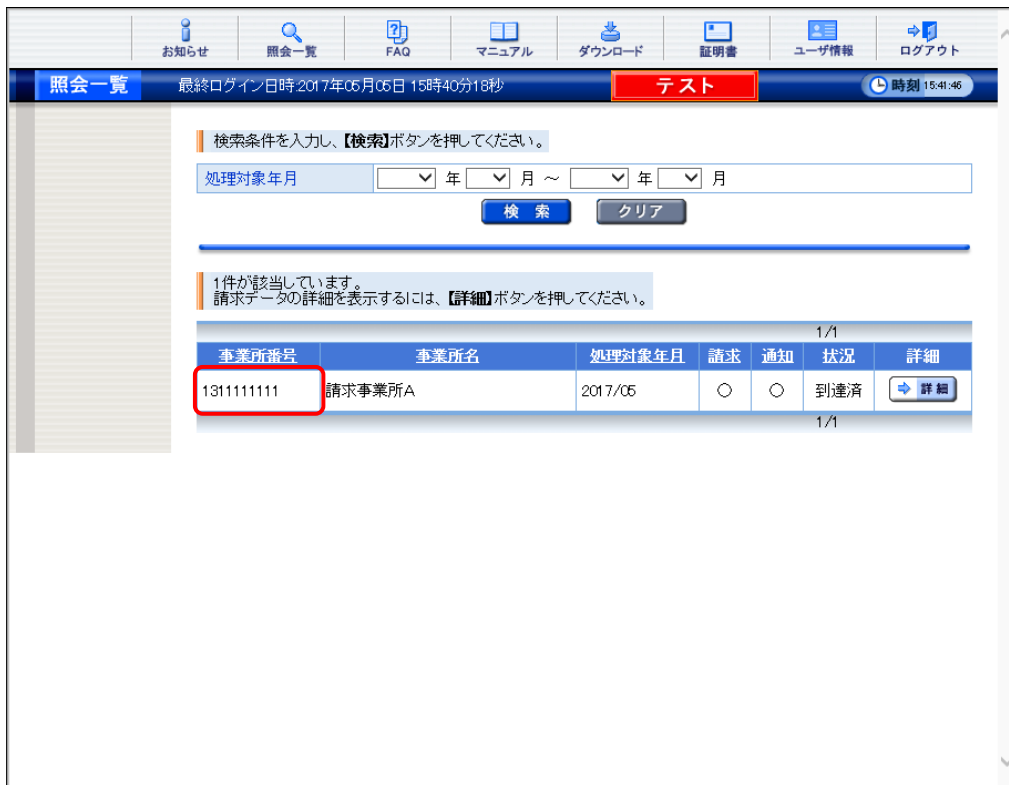 お知らせ 照会一覧 FAQ マニュアル ダウンロード 証明書 ユーザ情報 ログアウト
照会一覧 最終ログイン日時:2017年05月05日 15時40分18秒 テスト 時刻 15:41:46
検索条件を入力し、【検索】ボタンを押してください。
処理対象年月 年 月 ～ 年 月
検 索 クリア
1件が該当しています。
請求データの詳細を表示するには、【詳細】ボタンを押してください。
1/1
事業所番号 事業所名 処理対象年月 請求 通知 状況 詳細
1311111111 請求事業所A 2017/05 ○ ○ 到達済 詳細
1/1